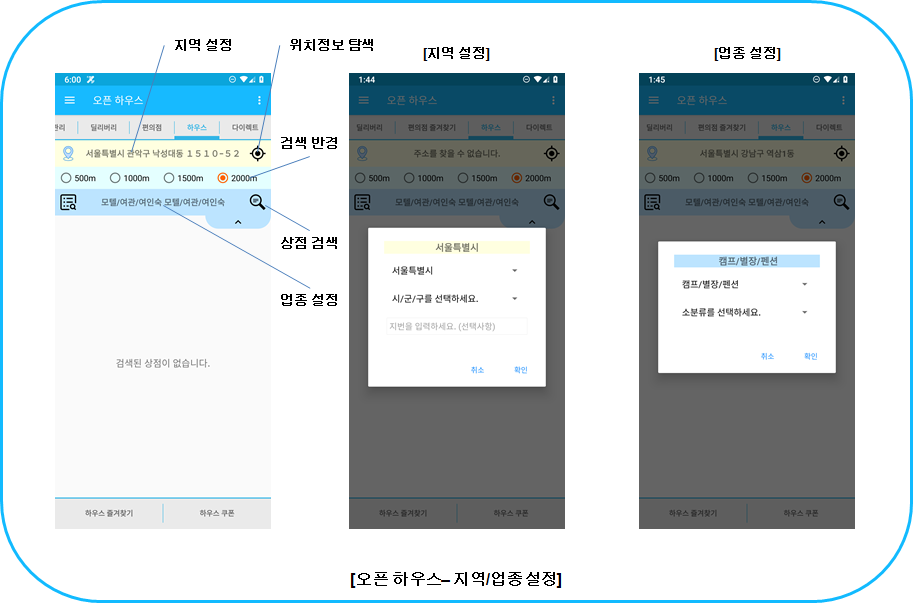 지역 설정
위치정보 탐색
[지역 설정]
[업종 설정]
6:00
오픈 하우스
관리 딜리버리 편의점 하우스 다이렉트
서울특별시 관악구 낙성대동 1510-52
500m 1000m 1500m 2000m
모텔/여관/여인숙 모텔/여관/여인숙
검색된 상점이 없습니다.
하우스 즐겨찾기 하우스 쿠폰
검색 반경
상점 검색
업종 설정
1:44
오픈 하우스
딜리버리 편의점 즐겨찾기 하우스 다이렉트
주소를 찾을 수 없습니다.
500m 1000m 1500m 2000m
모텔/여관/여인숙 모텔/여관/여인숙
서울특별시
서울특별시
시/군/구를 선택하세요.
지번을 입력하세요. (선택사항)
취소 확인
하우스 즐겨찾기 하우스 쿠폰
1:45
오픈 하우스
딜리버리 편의점 즐겨찾기 하우스 다이렉트
서울특별시 강남구 역삼1동
500m 1000m 1500m 2000m
모텔/여관/여인숙 모텔/여관/여인숙
캠프/별장/펜션
캠프/별장/펜션
소분류를 선택하세요.
취소 확인
하우스 즐겨찾기 하우스 쿠폰
[오픈 하우스– 지역/업종 설정]